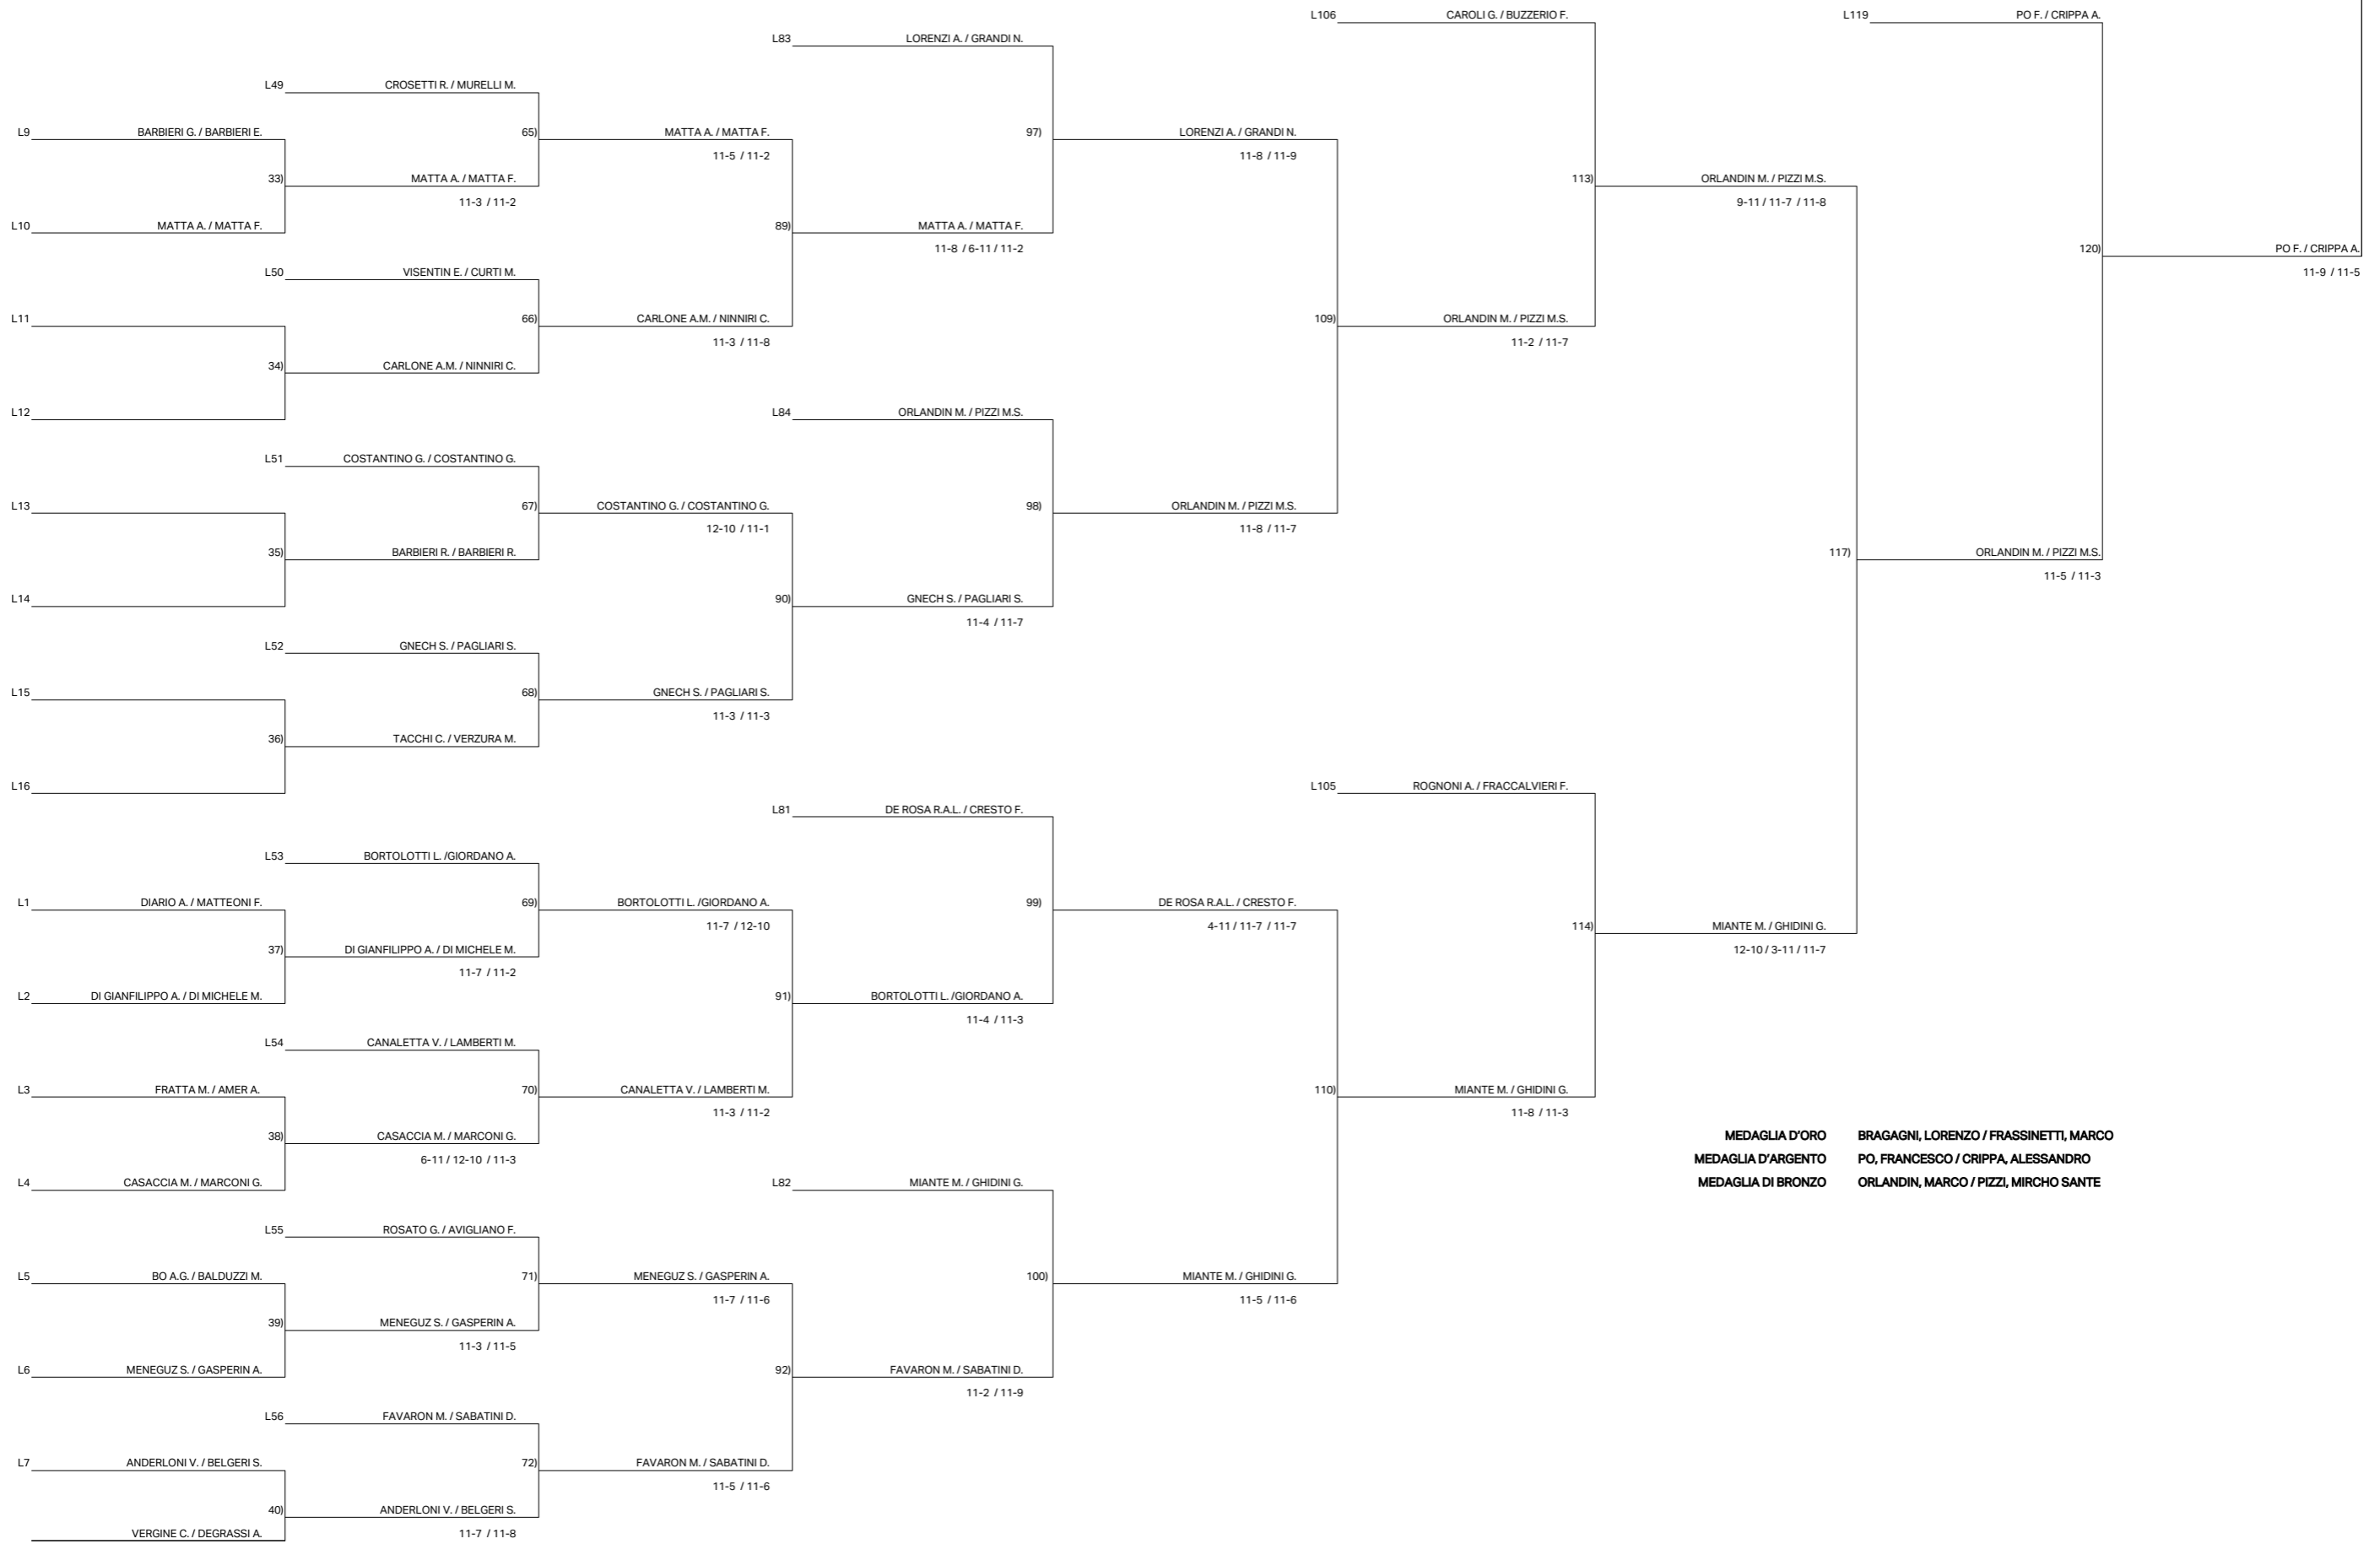 L106 CAROLI G. / BUZZERIO F. L119 PO F. / CRIPPA A.
L83 LORENZI A. / GRANDI N.
L49 CROSETTI R. / MURELLI M.
L9 BARBIERI G. / BARBIERI E. 65) MATTA A. / MATTA F. 97) LORENZI A. / GRANDI N.
11-5 / 11-2 11-8 / 11-9
33) MATTA A. / MATTA F. 113) ORLANDIN M. / PIZZI M.S.
11-3 / 11-2 9-11 / 11-7 / 11-8
L10 MATTA A. / MATTA F. 89) MATTA A. / MATTA F.
11-8 / 6-11 / 11-2 120) PO F. / CRIPPA A.
L50 VISENTIN E. / CURTI M. 11-9 / 11-5
L11 66) CARLONE A.M. / NINNIRI C. 109) ORLANDIN M. / PIZZI M.S.
11-3 / 11-8 11-2 / 11-7
34) CARLONE A.M. / NINNIRI C.
L12 L84 ORLANDIN M. / PIZZI M.S.
L51 COSTANTINO G. / COSTANTINO G.
L13 67) COSTANTINO G. / COSTANTINO G. 98) ORLANDIN M. / PIZZI M.S.
12-10 / 11-1 11-8 / 11-7
35) BARBIERI R. / BARBIERI R. 117) ORLANDIN M. / PIZZI M.S.
11-5 / 11-3
L14 90) GNECH S. / PAGLIARI S.
11-4 / 11-7
L52 GNECH S. / PAGLIARI S.
L15 68) GNECH S. / PAGLIARI S.
11-3 / 11-3
36) TACCHI C. / VERZURA M.
L16 L105 ROGNONI A. / FRACCALVIERI F.
L81 DE ROSA R.A.L. / CRESTO F.
L53 BORTOLOTTI L. /GIORDANO A.
L1 DIARIO A. / MATTEONI F. 69) BORTOLOTTI L. /GIORDANO A. 99) DE ROSA R.A.L. / CRESTO F.
11-7 / 12-10 4-11 / 11-7 / 11-7 114) MIANTE M. / GHIDINI G.
37) DI GIANFILIPPO A. / DI MICHELE M. 12-10 / 3-11 / 11-7
11-7 / 11-2
L2 DI GIANFILIPPO A. / DI MICHELE M. 91) BORTOLOTTI L. /GIORDANO A.
11-4 / 11-3
L54 CANALETTA V. / LAMBERTI M.
L3 FRATTA M. / AMER A. 70) CANALETTA V. / LAMBERTI M. 110) MIANTE M. / GHIDINI G.
11-3 / 11-2 11-8 / 11-3
38) CASACCIA M. / MARCONI G. MEDAGLIA D'ORO BRAGAGNI, LORENZO / FRASSINETTI, MARCO
6-11 / 12-10 / 11-3 MEDAGLIA D'ARGENTO PO, FRANCESCO / CRIPPA, ALESSANDRO
L4 CASACCIA M. / MARCONI G. L82 MIANTE M. / GHIDINI G. MEDAGLIA DI BRONZO ORLANDIN, MARCO / PIZZI, MIRCHO SANTE
L55 ROSATO G. / AVIGLIANO F.
L5 BO A.G. / BALDUZZI M. 71) MENEGUZ S. / GASPERIN A. 100) MIANTE M. / GHIDINI G.
11-7 / 11-6 11-5 / 11-6
39) MENEGUZ S. / GASPERIN A.
11-3 / 11-5
L6 MENEGUZ S. / GASPERIN A. 92) FAVARON M. / SABATINI D.
11-2 / 11-9
L56 FAVARON M. / SABATINI D.
L7 ANDERLONI V. / BELGERI S. 72) FAVARON M. / SABATINI D.
11-5 / 11-6
40) ANDERLONI V. / BELGERI S.
VERGINE C. / DEGRASSI A. 11-7 / 11-8